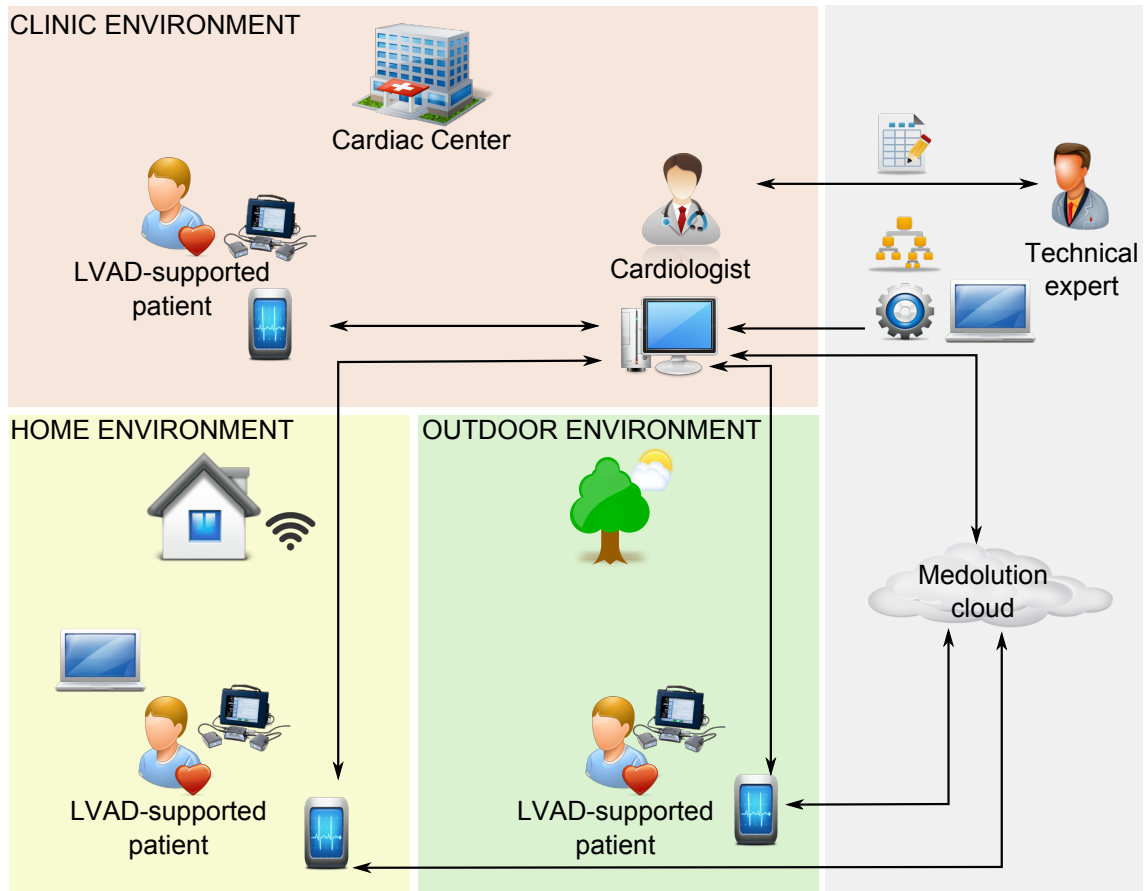 CLINIC ENVIRONMENT
Cardiac Center
LVAD-supported
patient
Cardiologist
Technical
expert
HOME ENVIRONMENT
OUTDOOR ENVIRONMENT
Medolution
cloud
LVAD-supported
patient
LVAD-supported
patient